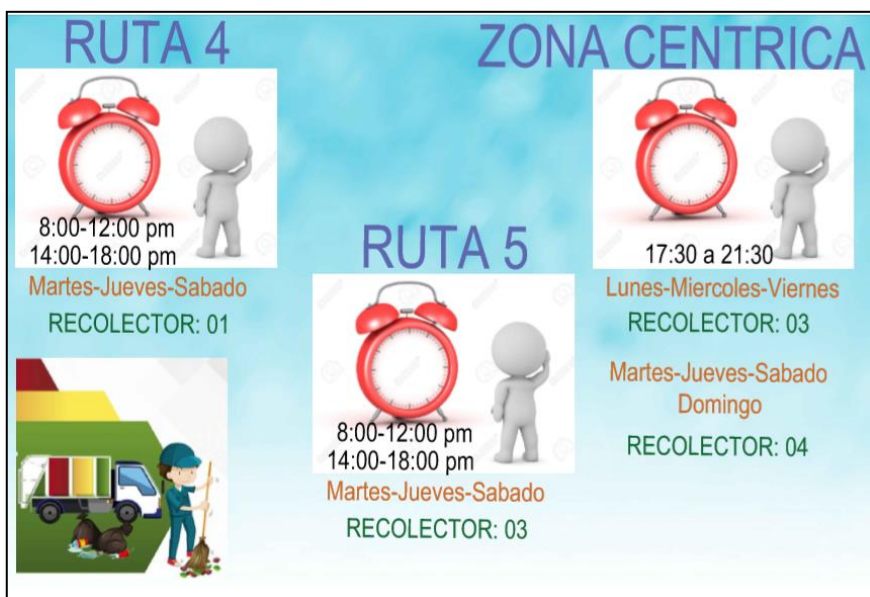 RUTA 4
8:00-12:00 pm
14:00-18:00 pm
Martes-Jueves-Sabado
RECOLECTOR: 01
RUTA 5
8:00-12:00 pm
14:00-18:00 pm
Martes-Jueves-Sabado
RECOLECTOR: 03
ZONA CENTRICA
17:30 a 21:30
Lunes-Miercoles-Viernes
RECOLECTOR: 03
Martes-Jueves-Sabado
Domingo
RECOLECTOR: 04